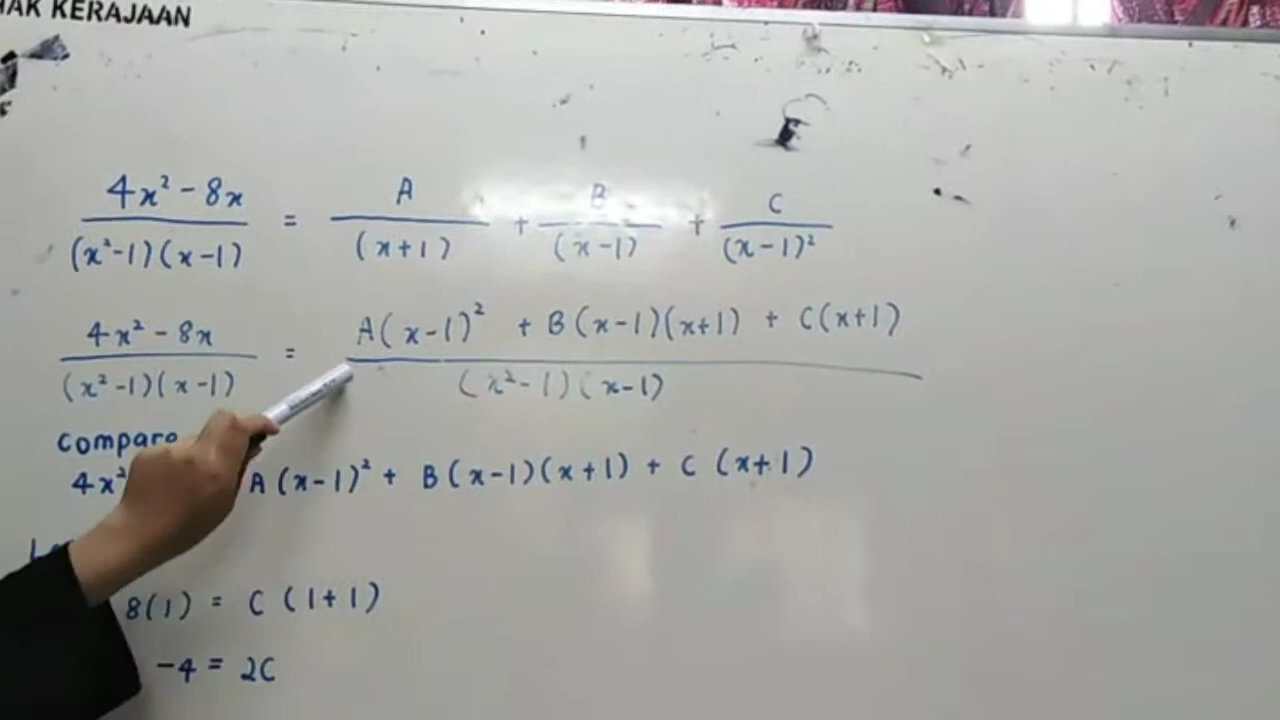 HAK KERAJAAN
4x² - 8x / (x²-1)(x-1) = A / (x+1) + B / (x-1) + C / (x-1)²
4x² - 8x / (x²-1)(x-1) = A(x-1)² + B(x-1)(x+1) + C(x+1) / (x²-1)(x-1)
compare
4x² A(x-1)² + B(x-1)(x+1) + C(x+1)
8(1) = C(1+1)
-4 = 2C